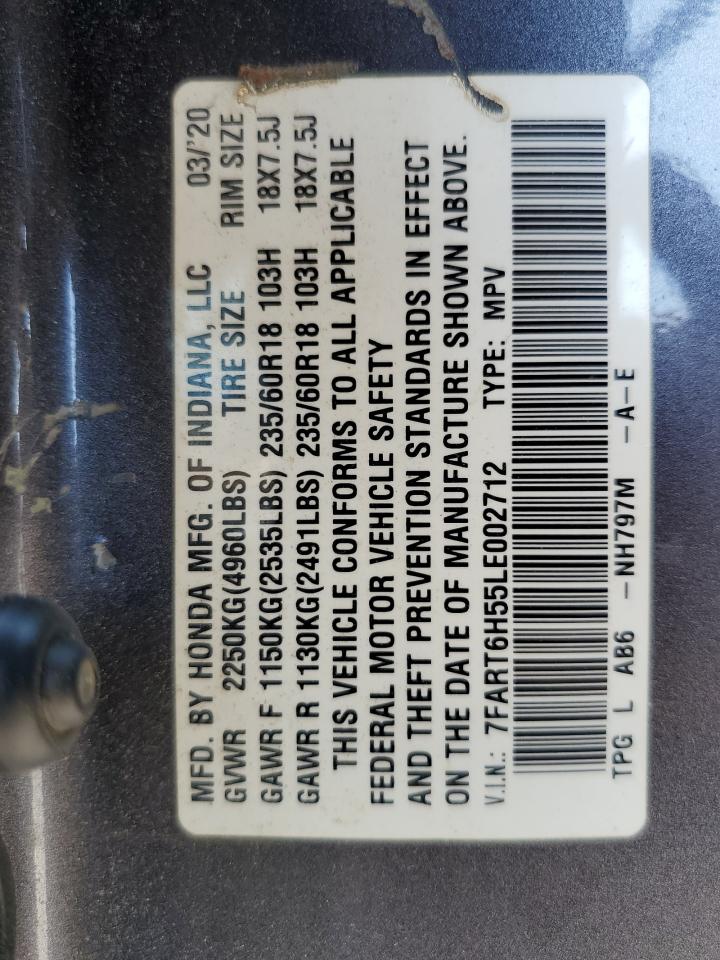 MFD. BY HONDA MFG. OF INDIANA, LLC 03/'20
GVWR 2250KG(4960LBS) TIRE SIZE RIM SIZE
GAWR F 1150KG(2535LBS) 235/60R18 103H 18X7.5J
GAWR R 1130KG(2491LBS) 235/60R18 103H 18X7.5J
THIS VEHICLE CONFORMS TO ALL APPLICABLE
FEDERAL MOTOR VEHICLE SAFETY
AND THEFT PREVENTION STANDARDS IN EFFECT
ON THE DATE OF MANUFACTURE SHOWN ABOVE.
V.I.N.: 7FART6H55LE002712 TYPE: MPV
TPG L AB6 -NH797M -A-E